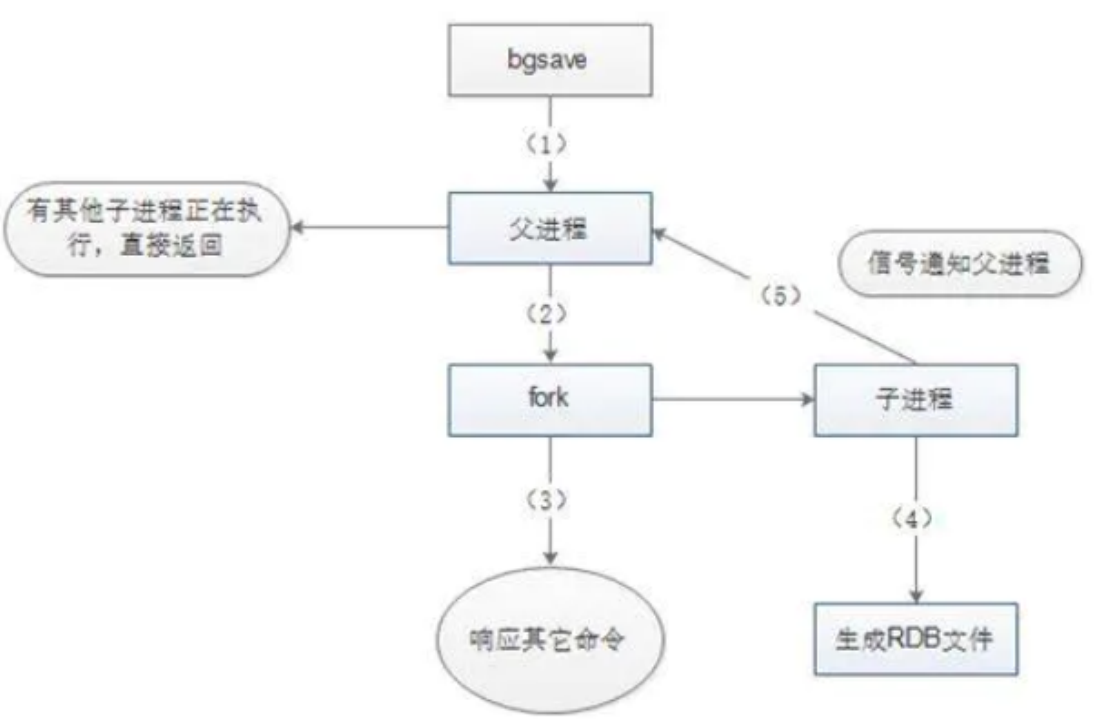 bgsave
（1）
有其他子进程正在执
行，直接返回
父进程
信号通知父进程
（5）
（2）
fork
子进程
（3）
（4）
响应其它命令
生成RDB文件